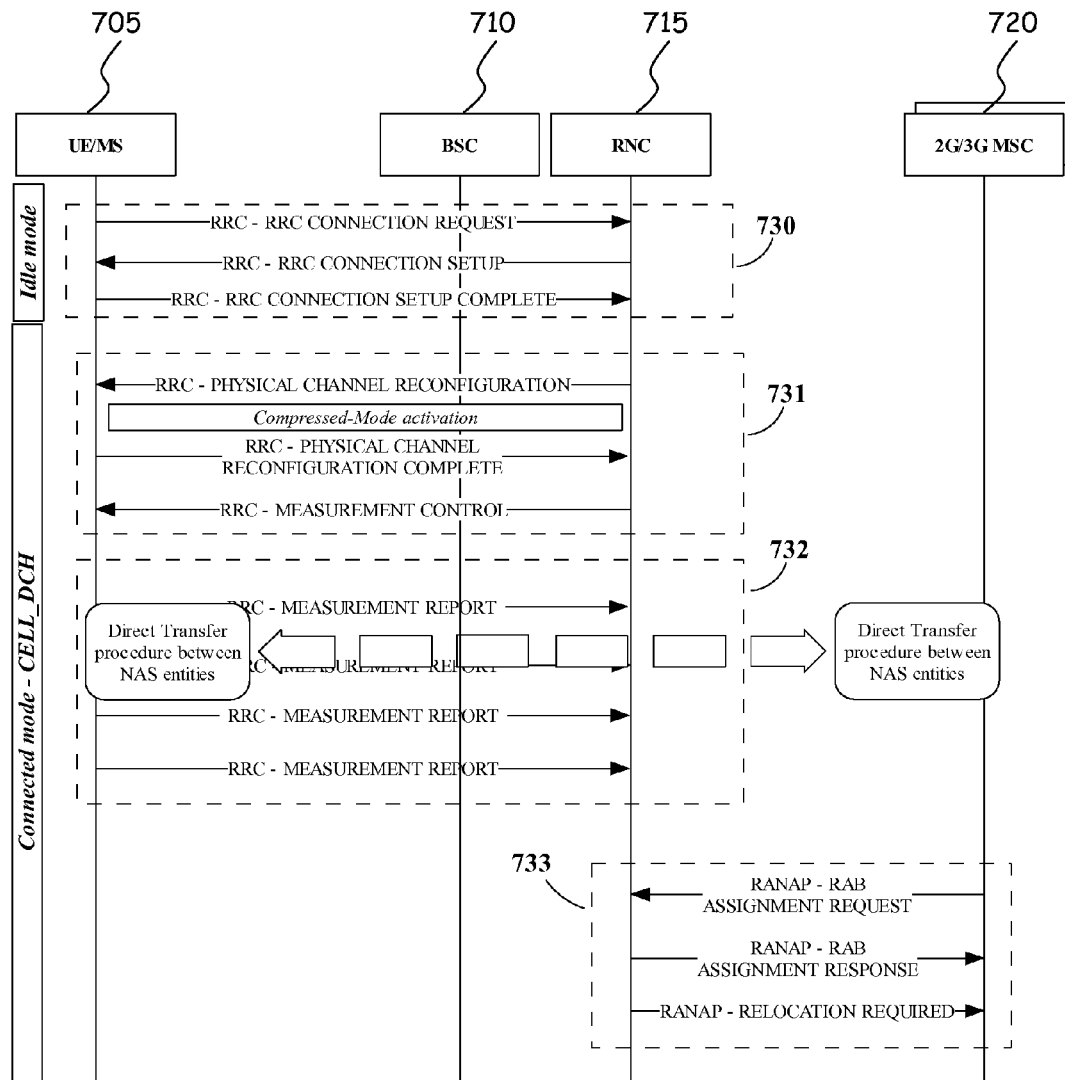 705
710
715
720
UE/MS
BSC
RNC
2G/3G MSC
Idle mode
RRC - RRC CONNECTION REQUEST
730
RRC - RRC CONNECTION SETUP
RRC - RRC CONNECTION SETUP COMPLETE
Connected mode - CELL_DCH
RRC - PHYSICAL CHANNEL RECONFIGURATION
731
Compressed-Mode activation
RRC - PHYSICAL CHANNEL
RECONFIGURATION COMPLETE
RRC - MEASUREMENT CONTROL
732
RRC - MEASUREMENT REPORT
Direct Transfer
procedure between
NAS entities
Direct Transfer
procedure between
NAS entities
RRC - MEASUREMENT REPORT
RRC - MEASUREMENT REPORT
RRC - MEASUREMENT REPORT
733
RANAP - RAB
ASSIGNMENT REQUEST
RANAP - RAB
ASSIGNMENT RESPONSE
RANAP - RELOCATION REQUIRED